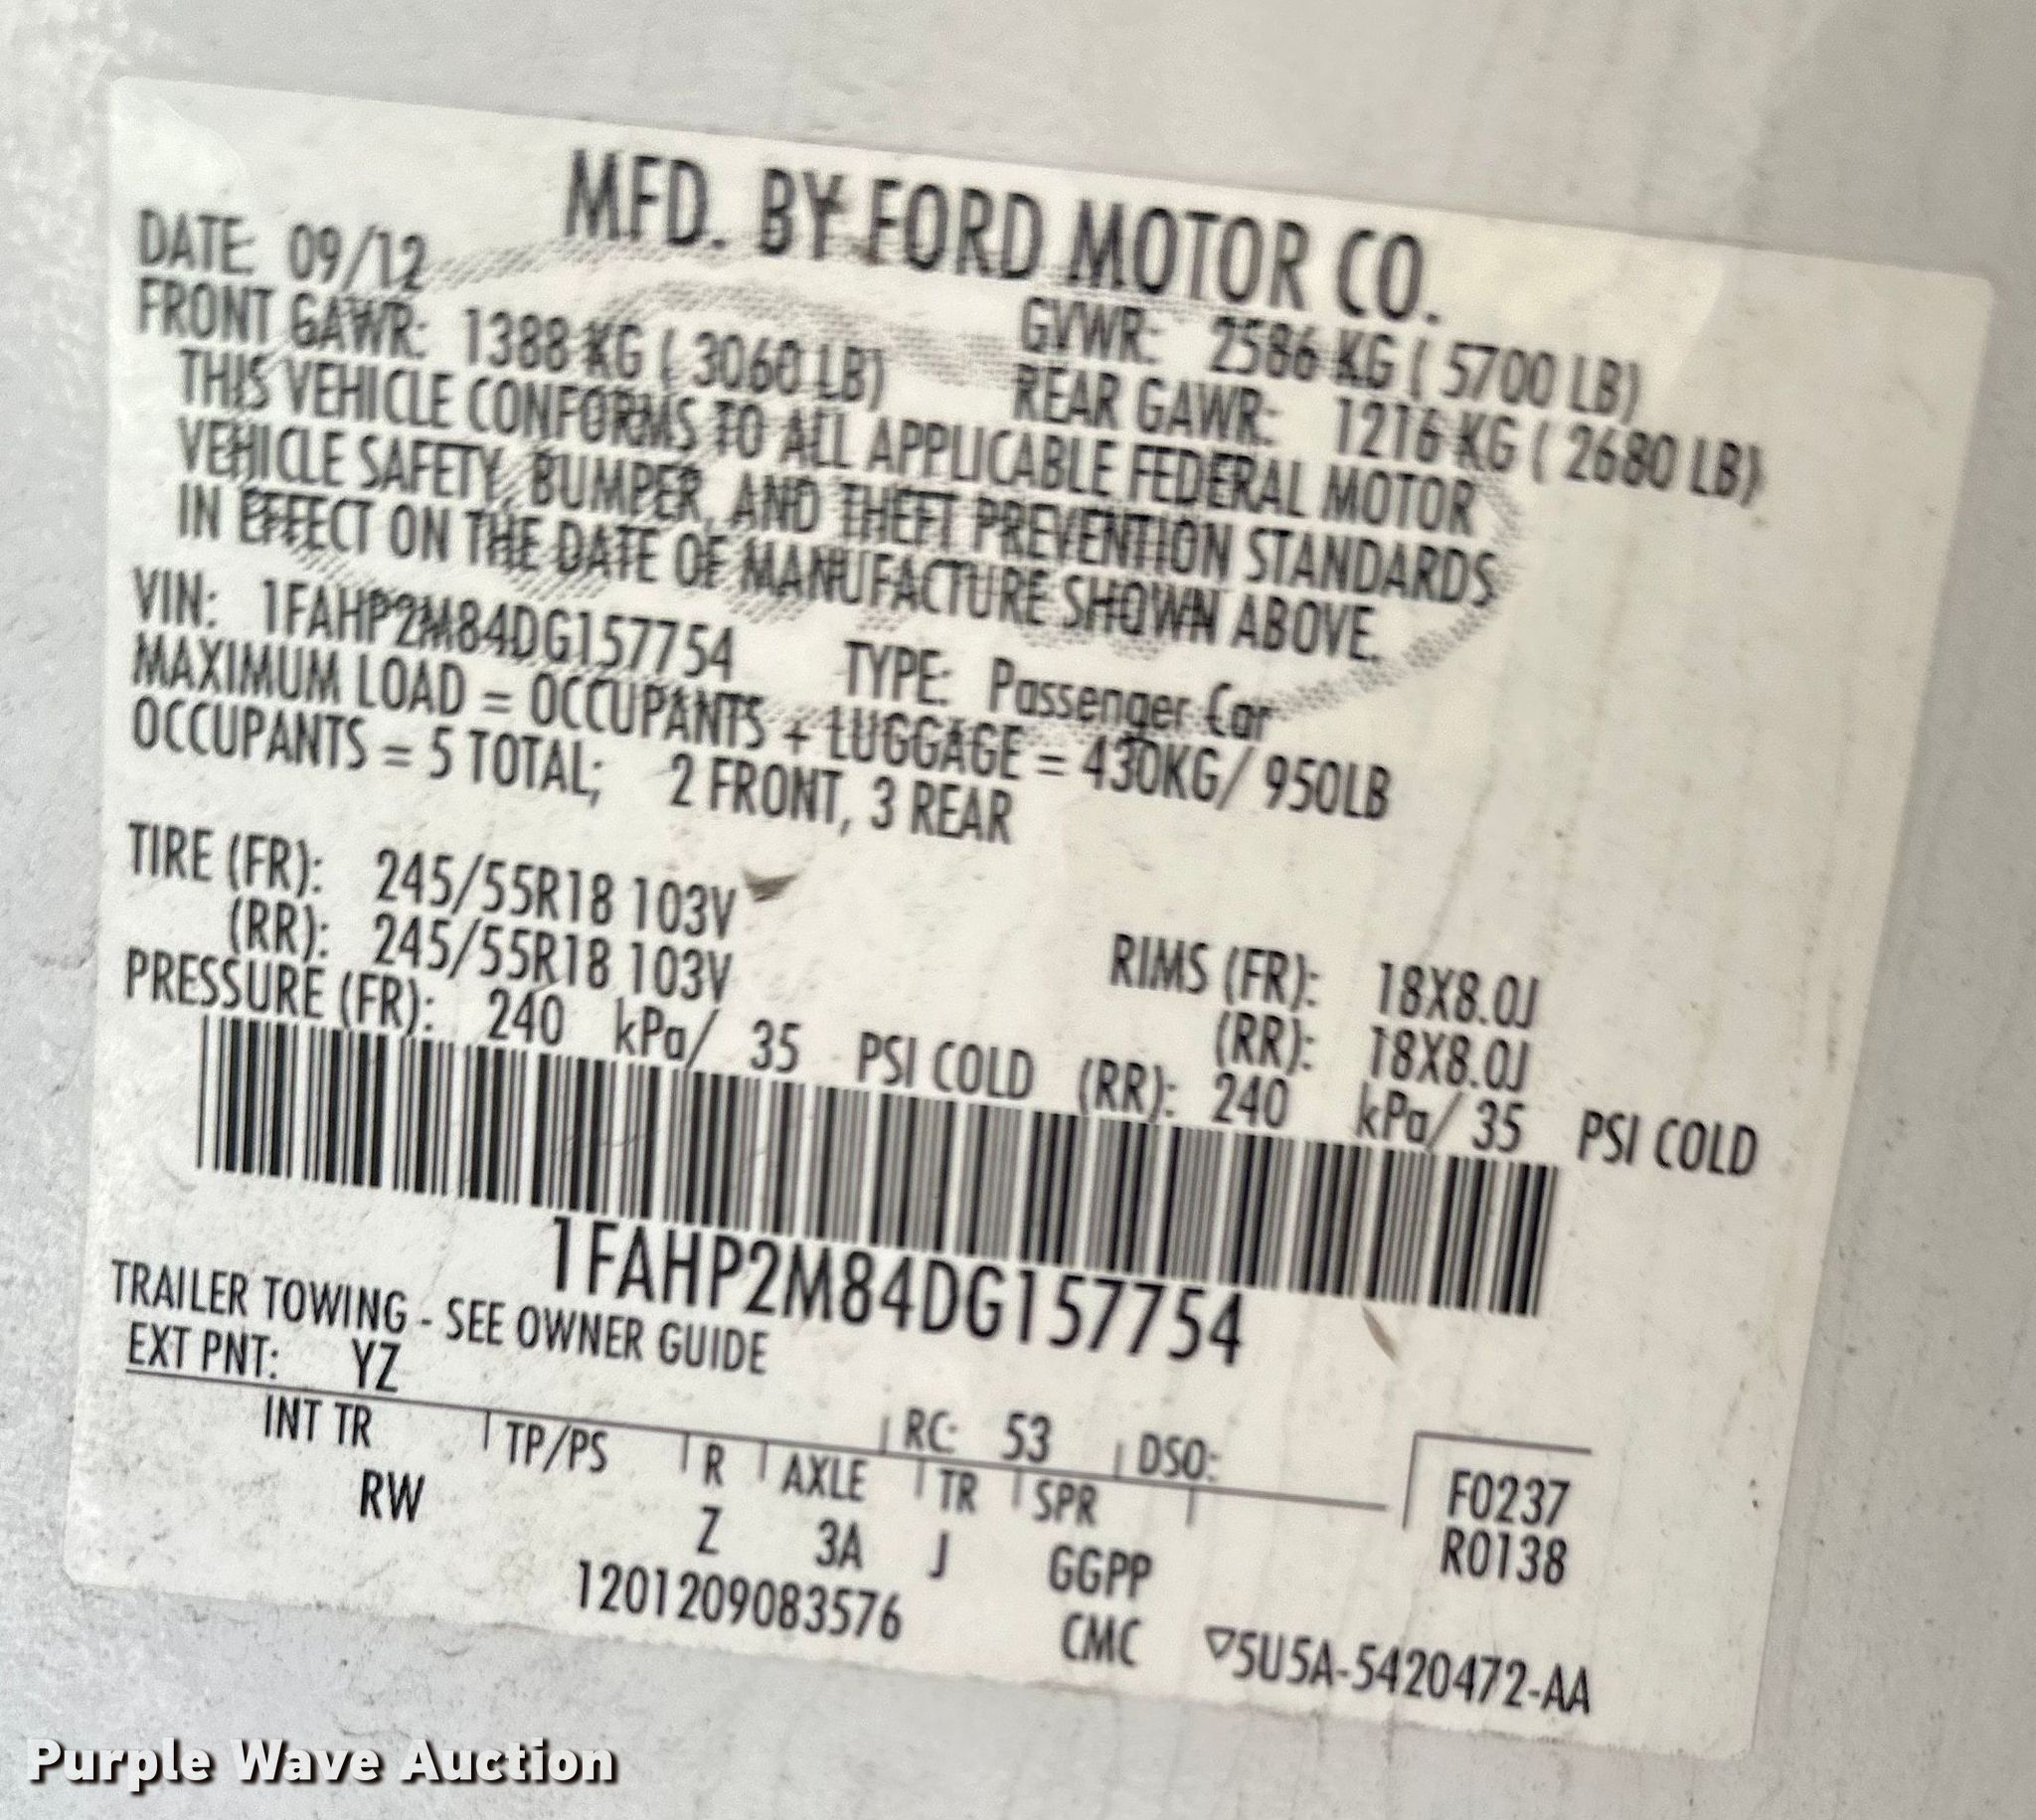 MFD. BY FORD MOTOR CO.
DATE: 09/12 GVWR: 2586 KG ( 5700 LB)
FRONT GAWR: 1388 KG ( 3060 LB) REAR GAWR: 1216 KG ( 2680 LB)
THIS VEHICLE CONFORMS TO ALL APPLICABLE FEDERAL MOTOR
VEHICLE SAFETY, BUMPER, AND THEFT PREVENTION STANDARDS
IN EFFECT ON THE DATE OF MANUFACTURE SHOWN ABOVE.
VIN: 1FAHP2M84DG157754 TYPE: Passenger Car
MAXIMUM LOAD = OCCUPANTS + LUGGAGE = 430KG/ 950LB
OCCUPANTS = 5 TOTAL; 2 FRONT, 3 REAR
TIRE (FR): 245/55R18 103V RIMS (FR): 18X8.0J
(RR): 245/55R18 103V (RR): 18X8.0J
PRESSURE (FR): 240 kPa/ 35 PSI COLD (RR): 240 kPa/ 35 PSI COLD
1FAHP2M84DG157754
TRAILER TOWING - SEE OWNER GUIDE
EXT PNT: YZ RC: 53 DSO:
INT TR TP/PS R AXLE TR SPR F0237
RW Z 3A J GGPP R0138
1201209083576 CMC ▽5U5A-5420472-AA
Purple Wave Auction